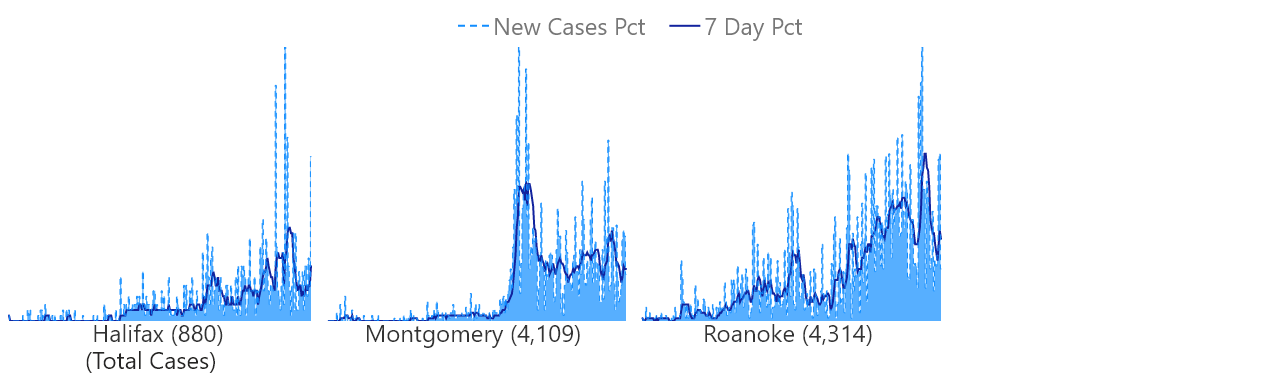 New Cases Pct 7 Day Pct
Halifax (880) Montgomery (4,109) Roanoke (4,314)
(Total Cases)